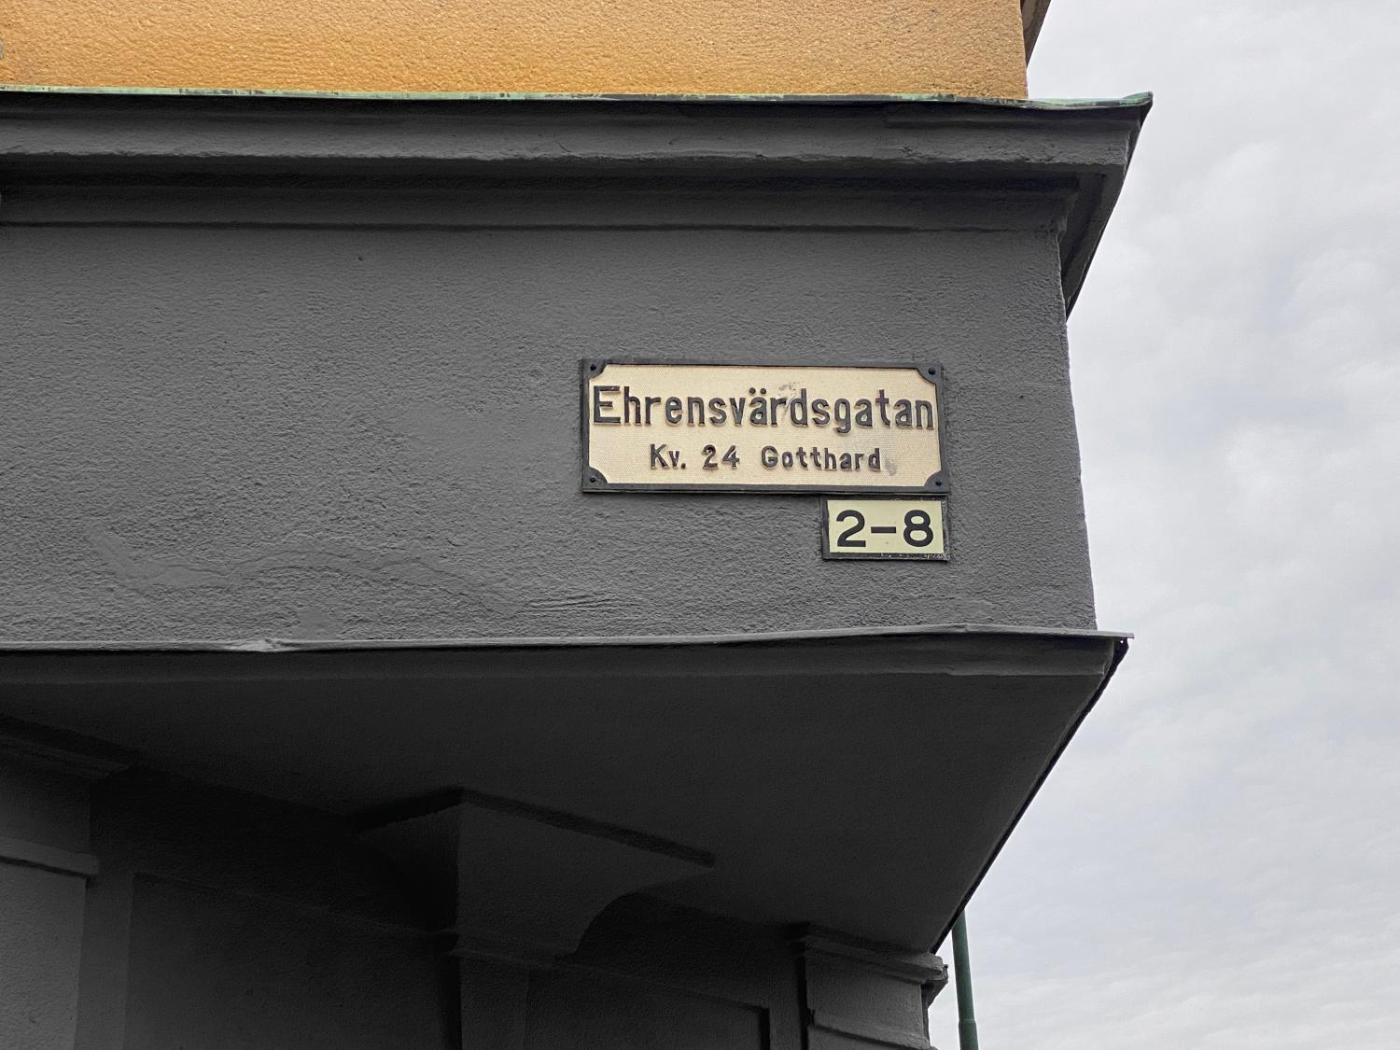 Ehrensvärdsgatan
Kv. 24 Gotthard
2-8